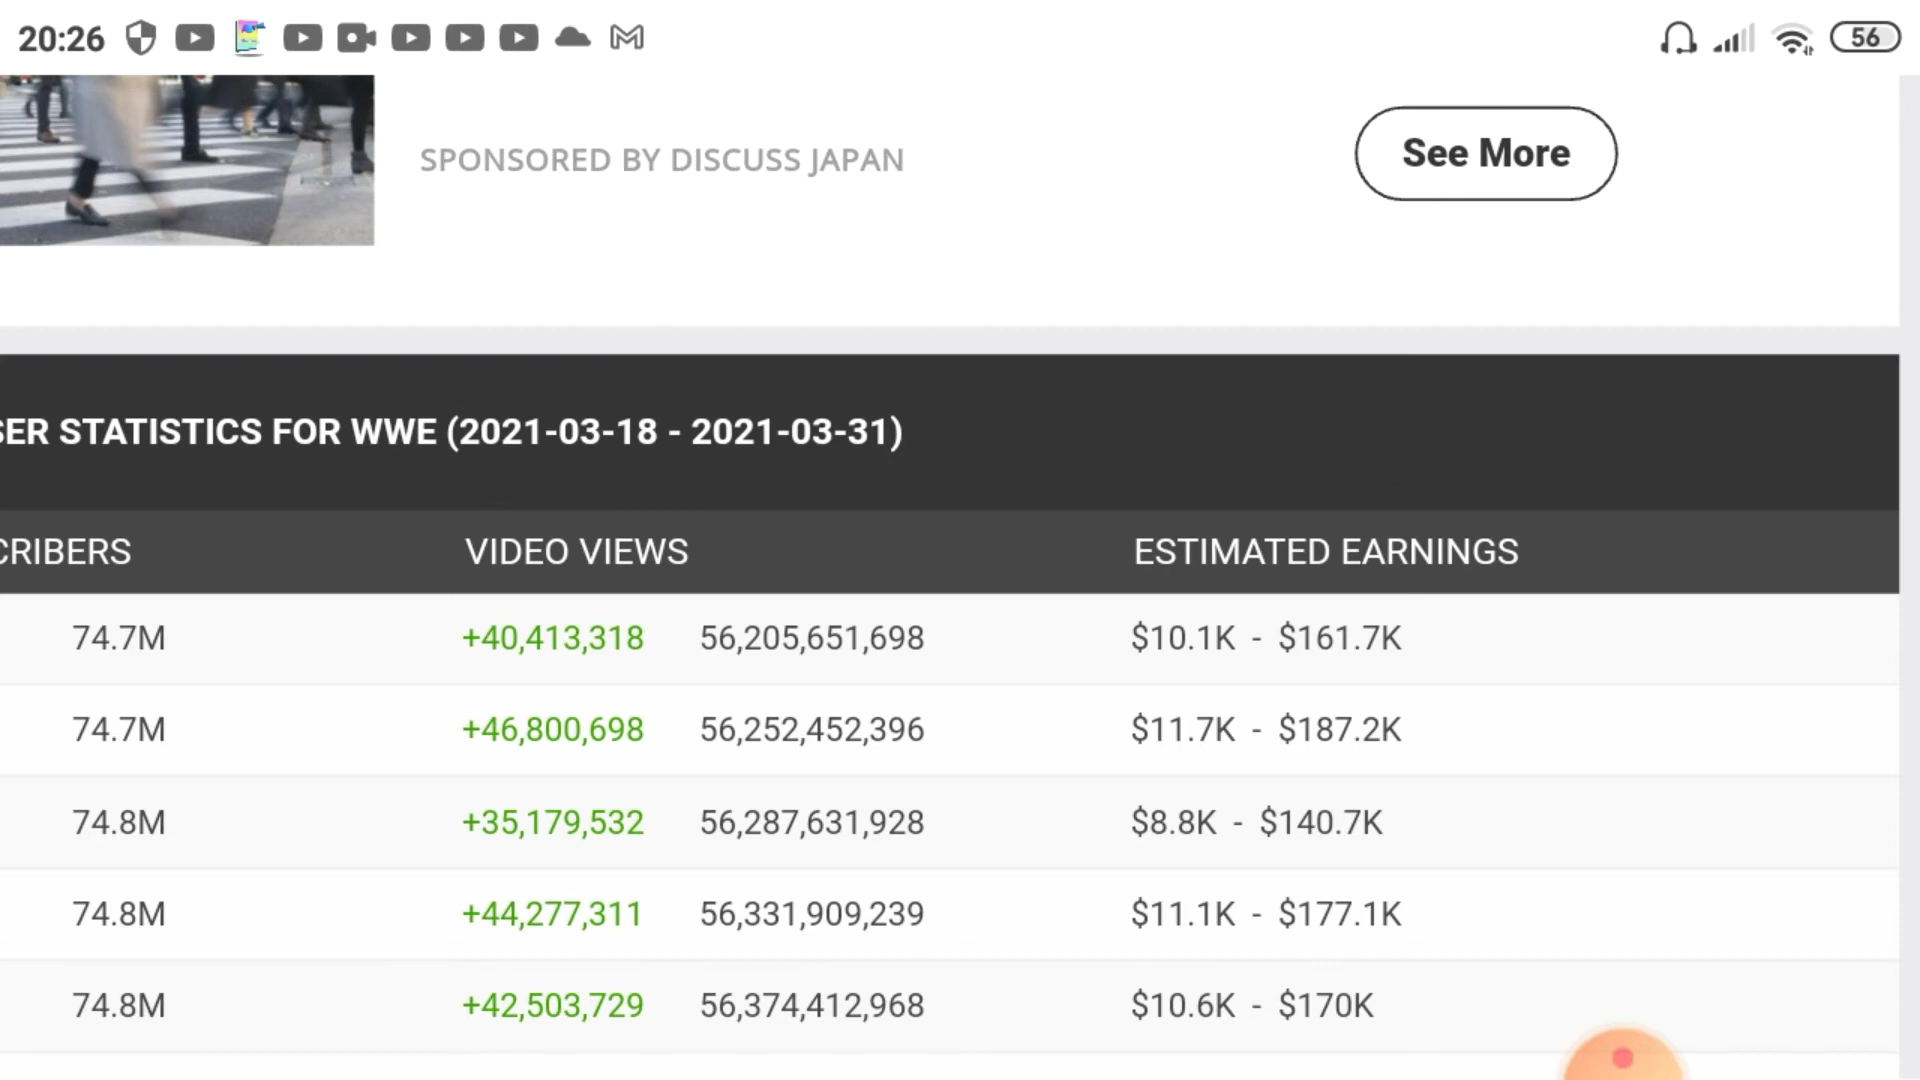 20:26 56
SPONSORED BY DISCUSS JAPAN
See More
SER STATISTICS FOR WWE (2021-03-18 - 2021-03-31)
CRIBERS VIDEO VIEWS ESTIMATED EARNINGS
74.7M +40,413,318 56,205,651,698 $10.1K - $161.7K
74.7M +46,800,698 56,252,452,396 $11.7K - $187.2K
74.8M +35,179,532 56,287,631,928 $8.8K - $140.7K
74.8M +44,277,311 56,331,909,239 $11.1K - $177.1K
74.8M +42,503,729 56,374,412,968 $10.6K - $170K